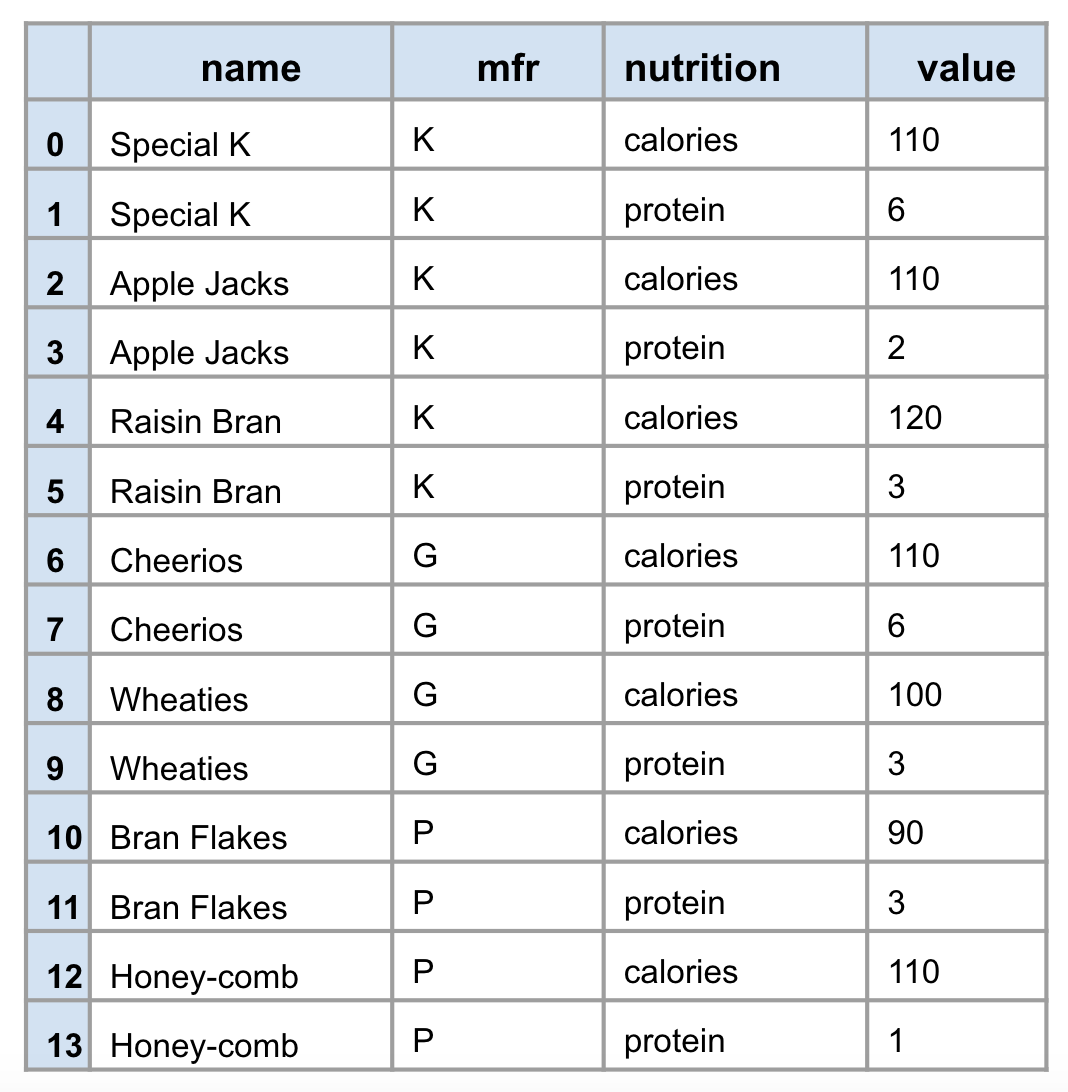 name mfr nutrition value
0 Special K K calories 110
1 Special K K protein 6
2 Apple Jacks K calories 110
3 Apple Jacks K protein 2
4 Raisin Bran K calories 120
5 Raisin Bran K protein 3
6 Cheerios G calories 110
7 Cheerios G protein 6
8 Wheaties G calories 100
9 Wheaties G protein 3
10 Bran Flakes P calories 90
11 Bran Flakes P protein 3
12 Honey-comb P calories 110
13 Honey-comb P protein 1